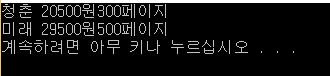 청춘 20500원300페이지
미래 29500원500페이지
계속하려면 아무 키나 누르십시오 . . .